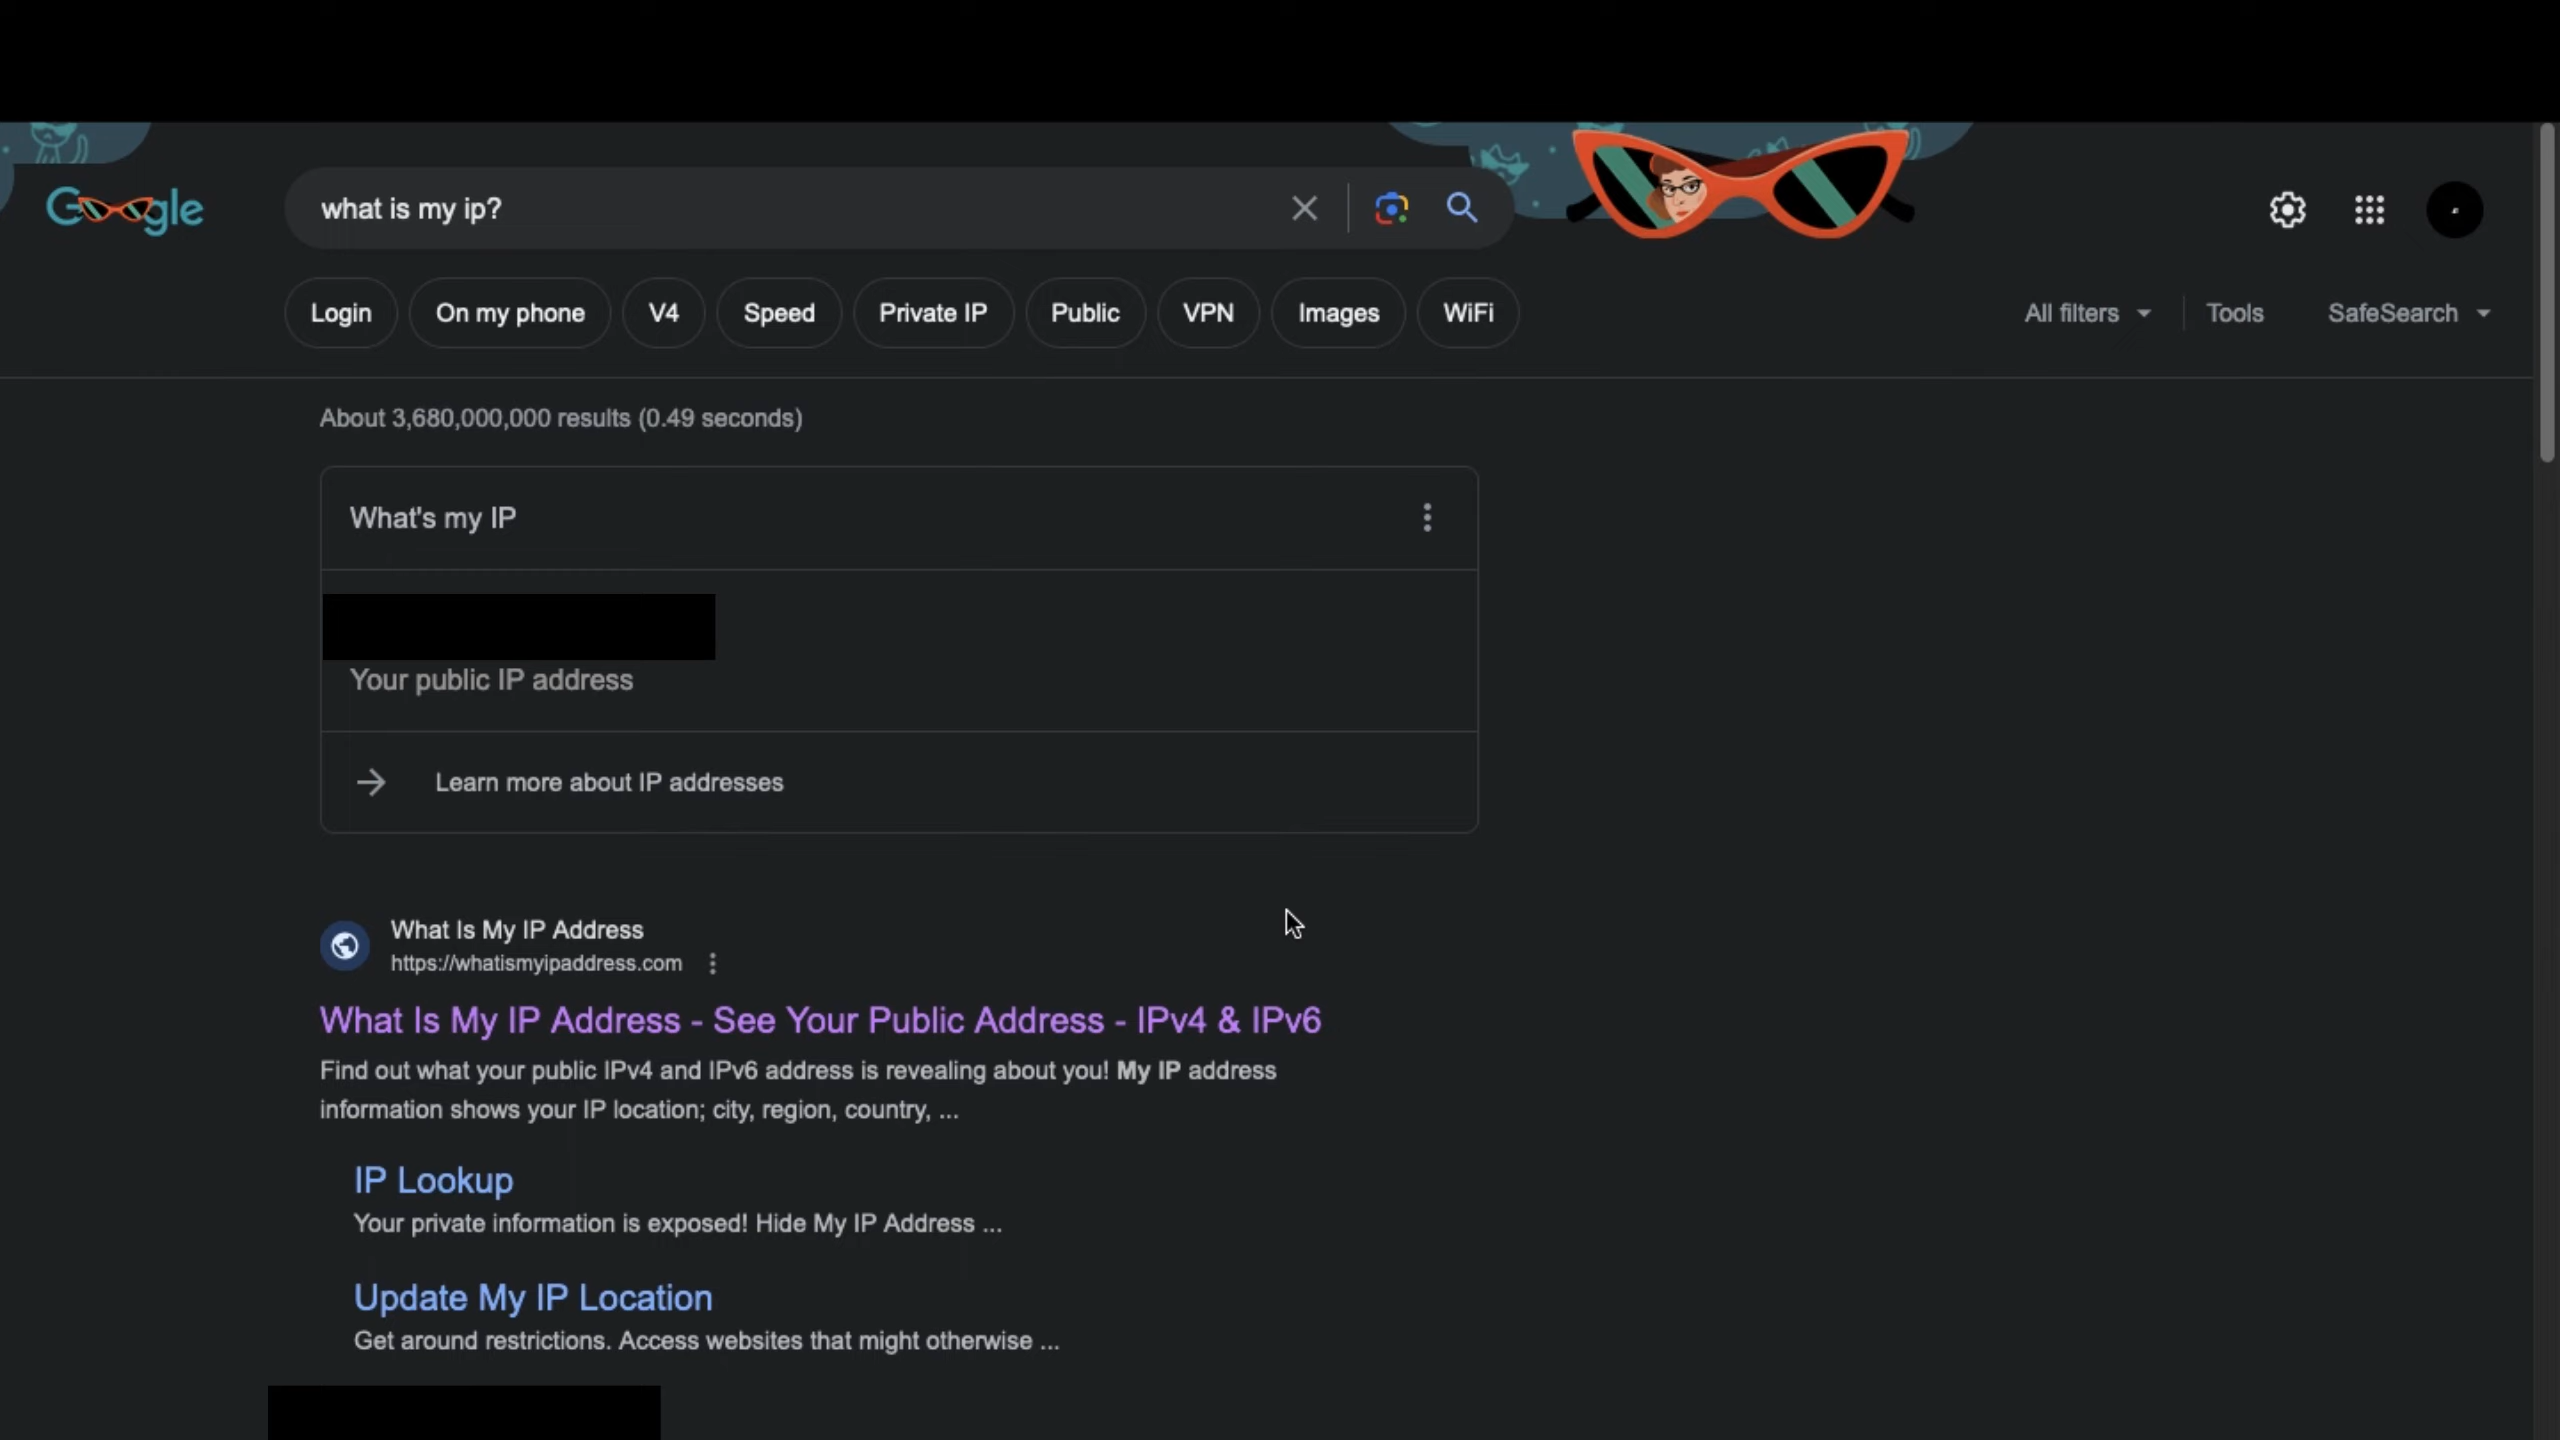 Google
what is my ip?
Login
On my phone
V4
Speed
Private IP
Public
VPN
Images
WiFi
All filters
Tools
SafeSearch
About 3,680,000,000 results (0.49 seconds)
What's my IP
Your public IP address
Learn more about IP addresses
What Is My IP Address
https://whatismyipaddress.com
What Is My IP Address - See Your Public Address - IPv4 & IPv6
Find out what your public IPv4 and IPv6 address is revealing about you! My IP address
information shows your IP location; city, region, country, ...
IP Lookup
Your private information is exposed! Hide My IP Address ...
Update My IP Location
Get around restrictions. Access websites that might otherwise ...